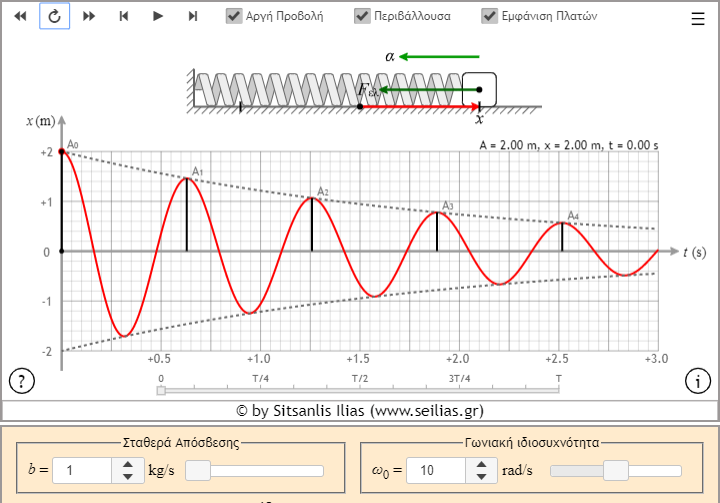 Αργή Προβολή Περιβάλλουσα Εμφάνιση Πλατών
α
Fελ
x
x (m)
A = 2.00 m, x = 2.00 m, t = 0.00 s
A0 A1 A2 A3 A4
+2
+1
0
-1
-2
t (s)
+0.5 +1.0 +1.5 +2.0 +2.5 +3.0
0 T/4 T/2 3T/4 T
? i
© by Sitsanlis Ilias (www.seilias.gr)
Σταθερά Απόσβεσης Γωνιακή ιδιοσυχνότητα
b = 1 kg/s ω0 = 10 rad/s